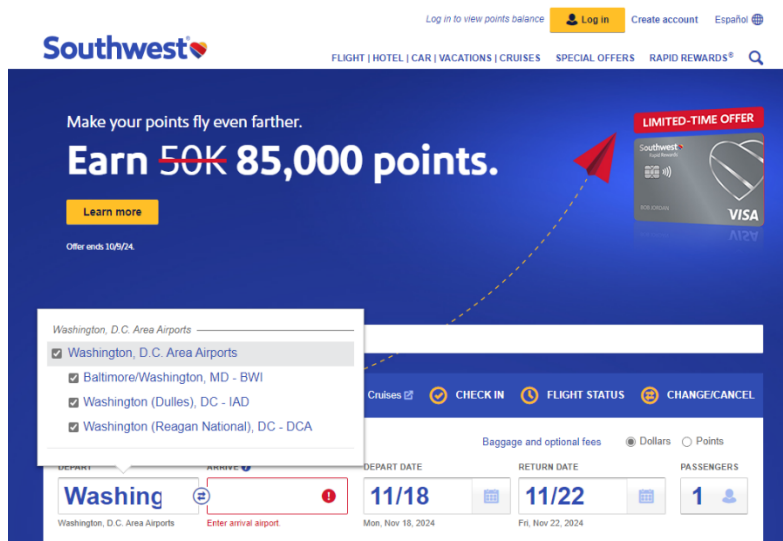 Log in to view points balance Log in Create account Español
Southwest®
FLIGHT | HOTEL | CAR | VACATIONS | CRUISES SPECIAL OFFERS RAPID REWARDS®
Make your points fly even farther.
LIMITED-TIME OFFER
Earn 50K 85,000 points.
Southwest
Rapid Rewards
Learn more
VISA
Offer ends 10/9/24.
Washington, D.C. Area Airports
Washington, D.C. Area Airports
Baltimore/Washington, MD - BWI
Washington (Dulles), DC - IAD
Washington (Reagan National), DC - DCA
Cruises CHECK IN FLIGHT STATUS CHANGE/CANCEL
Baggage and optional fees Dollars Points
DEPART ARRIVE DEPART DATE RETURN DATE PASSENGERS
Washing 11/18 11/22 1
Washington, D.C. Area Airports Enter arrival airport. Mon, Nov 18, 2024 Fri, Nov 22, 2024